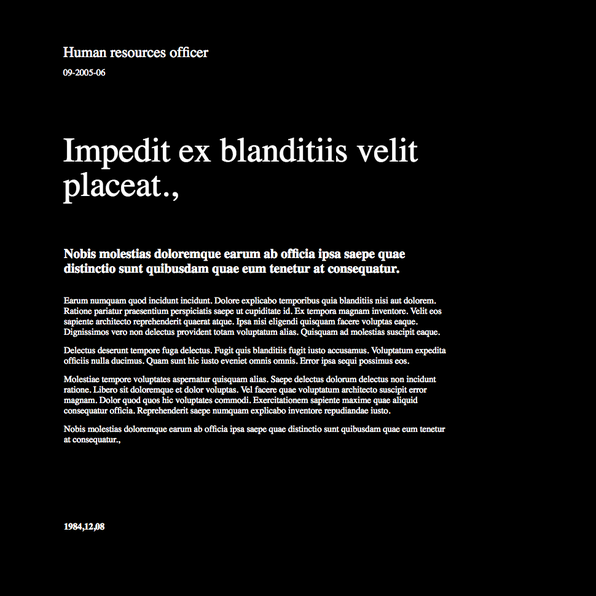 Human resources officer
09-2005-06
Impedit ex blanditiis velit
placeat.,
Nobis molestias doloremque earum ab officia ipsa saepe quae
distinctio sunt quibusdam quae eum tenetur at consequatur.
Earum numquam quod incidunt incidunt. Dolore explicabo temporibus quia blanditiis nisi aut dolorem.
Ratione pariatur praesentium perspiciatis saepe ut cupiditate id. Ex tempora magnam inventore. Velit eos
sapiente architecto reprehenderit quaerat atque. Ipsa nisi eligendi quisquam facere voluptas eaque.
Dignissimos vero non delectus provident totam voluptatum alias. Quisquam ad molestias suscipit eaque.
Delectus deserunt tempore fuga delectus. Fugit quis blanditiis fugit iusto accusamus. Voluptatum expedita
officiis nulla ducimus. Quam sunt hic iusto eveniet omnis omnis. Error ipsa sequi possimus eos.
Molestiae tempore voluptates aspernatur quisquam alias. Saepe delectus dolorum delectus non incidunt
ratione. Libero sit doloremque et dolor voluptas. Vel facere quae voluptatum architecto suscipit error
magnam. Dolor quod quos hic voluptates commodi. Exercitationem sapiente maxime quae aliquid
consequatur officia. Reprehenderit saepe numquam explicabo inventore repudiandae iusto.
Nobis molestias doloremque earum ab officia ipsa saepe quae distinctio sunt quibusdam quae eum tenetur
at consequatur.,
1984,12,08